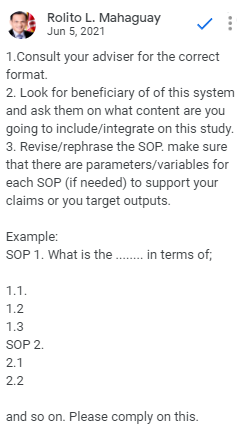 Rolito L. Mahaguay
Jun 5, 2021
1.Consult your adviser for the correct
format.
2. Look for beneficiary of of this system
and ask them on what content are you
going to include/integrate on this study.
3. Revise/rephrase the SOP. make sure
that there are parameters/variables for
each SOP (if needed) to support your
claims or you target outputs.
Example:
SOP 1. What is the ........ in terms of;
1.1.
1.2
1.3
SOP 2.
2.1
2.2
and so on. Please comply on this.